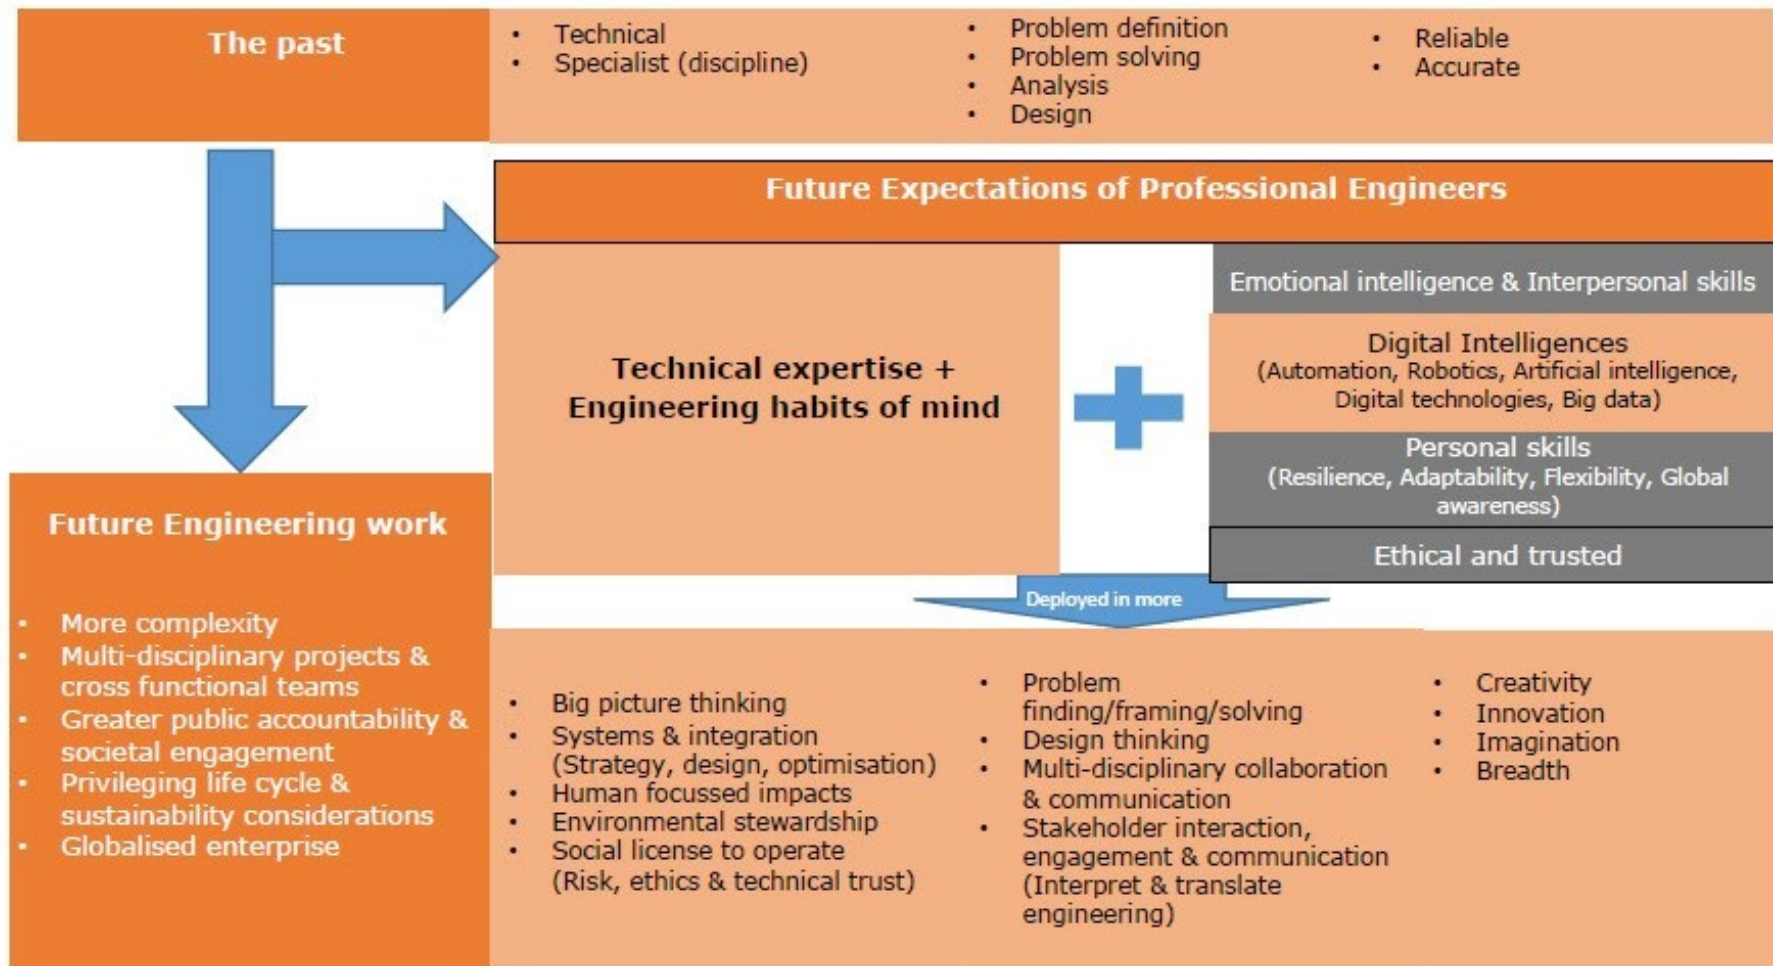 The past
• Technical
• Specialist (discipline)
• Problem definition
• Problem solving
• Analysis
• Design
• Reliable
• Accurate
Future Expectations of Professional Engineers
Technical expertise +
Engineering habits of mind
Emotional intelligence & Interpersonal skills
Digital Intelligences
(Automation, Robotics, Artificial intelligence,
Digital technologies, Big data)
Personal skills
(Resilience, Adaptability, Flexibility, Global
awareness)
Ethical and trusted
Deployed in more
Future Engineering work
• More complexity
• Multi-disciplinary projects &
cross functional teams
• Greater public accountability &
societal engagement
• Privileging life cycle &
sustainability considerations
• Globalised enterprise
• Big picture thinking
• Systems & integration
(Strategy, design, optimisation)
• Human focussed impacts
• Environmental stewardship
• Social license to operate
(Risk, ethics & technical trust)
• Problem
finding/framing/solving
• Design thinking
• Multi-disciplinary collaboration
& communication
• Stakeholder interaction,
engagement & communication
(Interpret & translate
engineering)
• Creativity
• Innovation
• Imagination
• Breadth